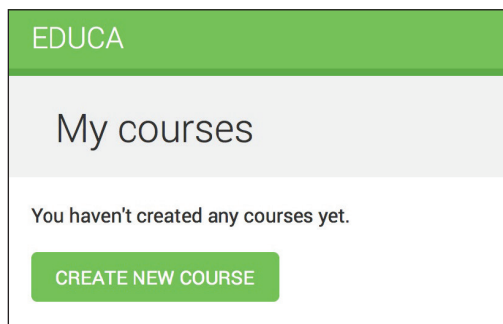 EDUCA
My courses
You haven't created any courses yet.
CREATE NEW COURSE